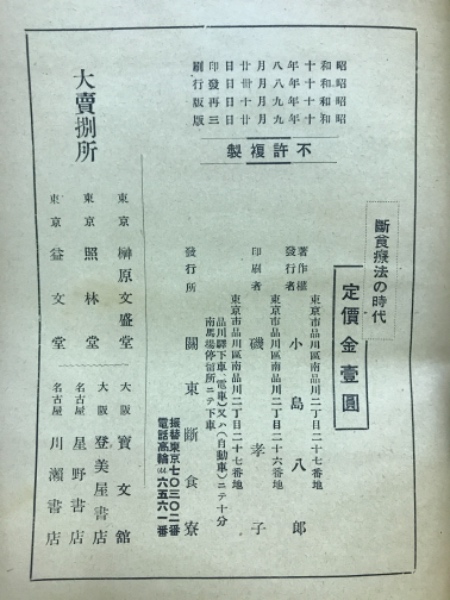 昭和十年八月廿日印刷
昭和十年八月卅日發行
昭和十年九月十日再版
昭和十年九月廿日三版
不許複製
斷食療法の時代
定價金壹圓
東京市品川區南品川二丁目二十七番地
著作權發行者 小島八郎
東京市品川區南品川二丁目二十六番地
印刷者 磯孝子
東京市品川區南品川二丁目二十七番地
品川驛下車、(電車)又ハ(自動車)ニテ十分
南馬場停留所ニテ下車
發行所 關東斷食寮
振替東京七〇三〇二番
電話高輪(44)六五六一番
大賣捌所
東京 榊原文盛堂
東京 照林堂
東京 益文堂
大阪 寶文館
大阪 登美屋書店
名古屋 星野書店
名古屋 川瀬書店